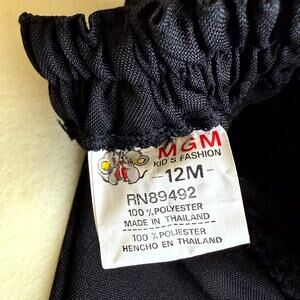 MGM
KID'S FASHION
-12M-
RN89492
100 % POLYESTER
MADE IN THAILAND
100 % POLIESTER
HENCHO EN THAILAND